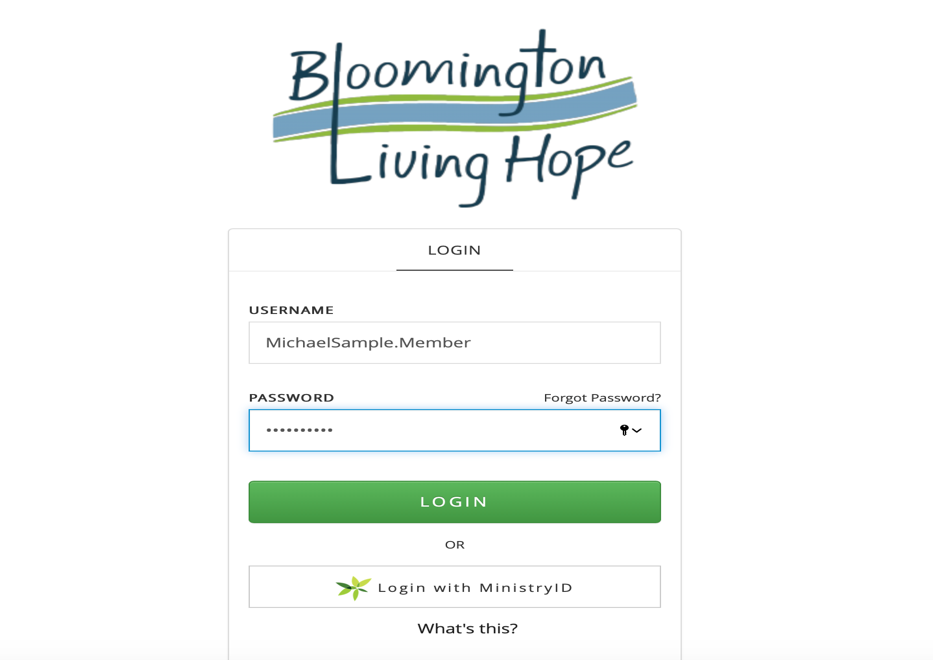 Bloomington
Living Hope
LOGIN
USERNAME
MichaelSample.Member
PASSWORD Forgot Password?
••••••••••
LOGIN
OR
Login with MinistryID
What's this?